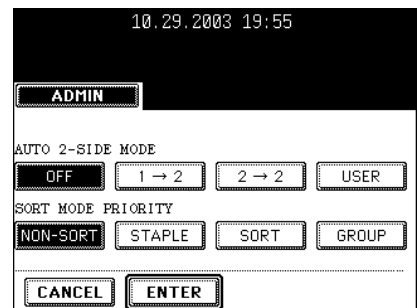 10.29.2003 19:55
ADMIN
AUTO 2-SIDE MODE
OFF 1 → 2 2 → 2 USER
SORT MODE PRIORITY
NON-SORT STAPLE SORT GROUP
CANCEL ENTER